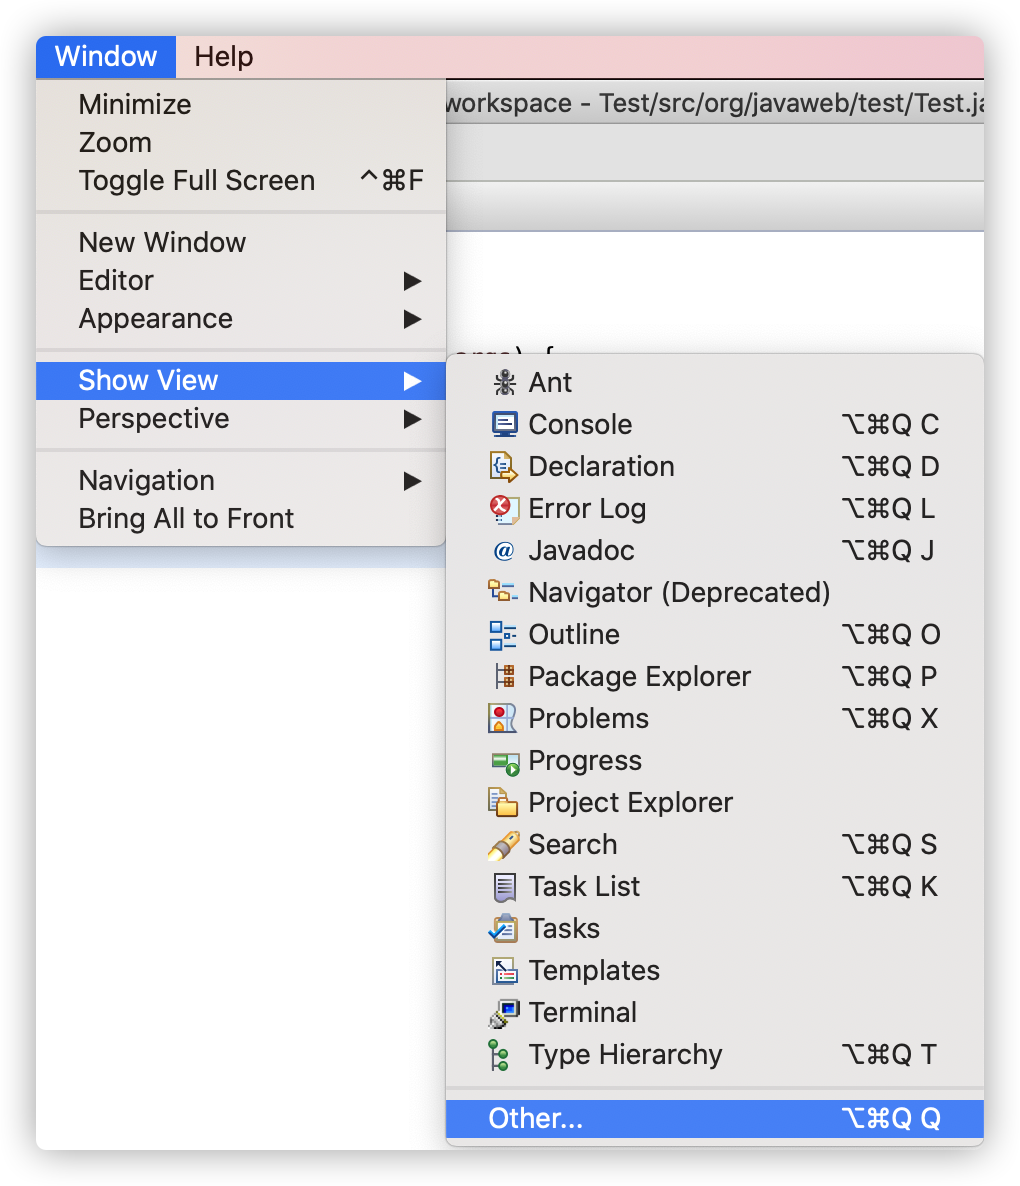 Window Help
workspace - Test/src/org/javaweb/test/Test.ja
Minimize
Zoom
Toggle Full Screen ^⌘F
New Window
Editor ▶
Appearance ▶
Show View ▶
Perspective ▶
Navigation ▶
Bring All to Front
Ant
Console ⌥⌘Q C
Declaration ⌥⌘Q D
Error Log ⌥⌘Q L
Javadoc ⌥⌘Q J
Navigator (Deprecated)
Outline ⌥⌘Q O
Package Explorer ⌥⌘Q P
Problems ⌥⌘Q X
Progress
Project Explorer
Search ⌥⌘Q S
Task List ⌥⌘Q K
Tasks
Templates
Terminal
Type Hierarchy ⌥⌘Q T
Other... ⌥⌘Q Q